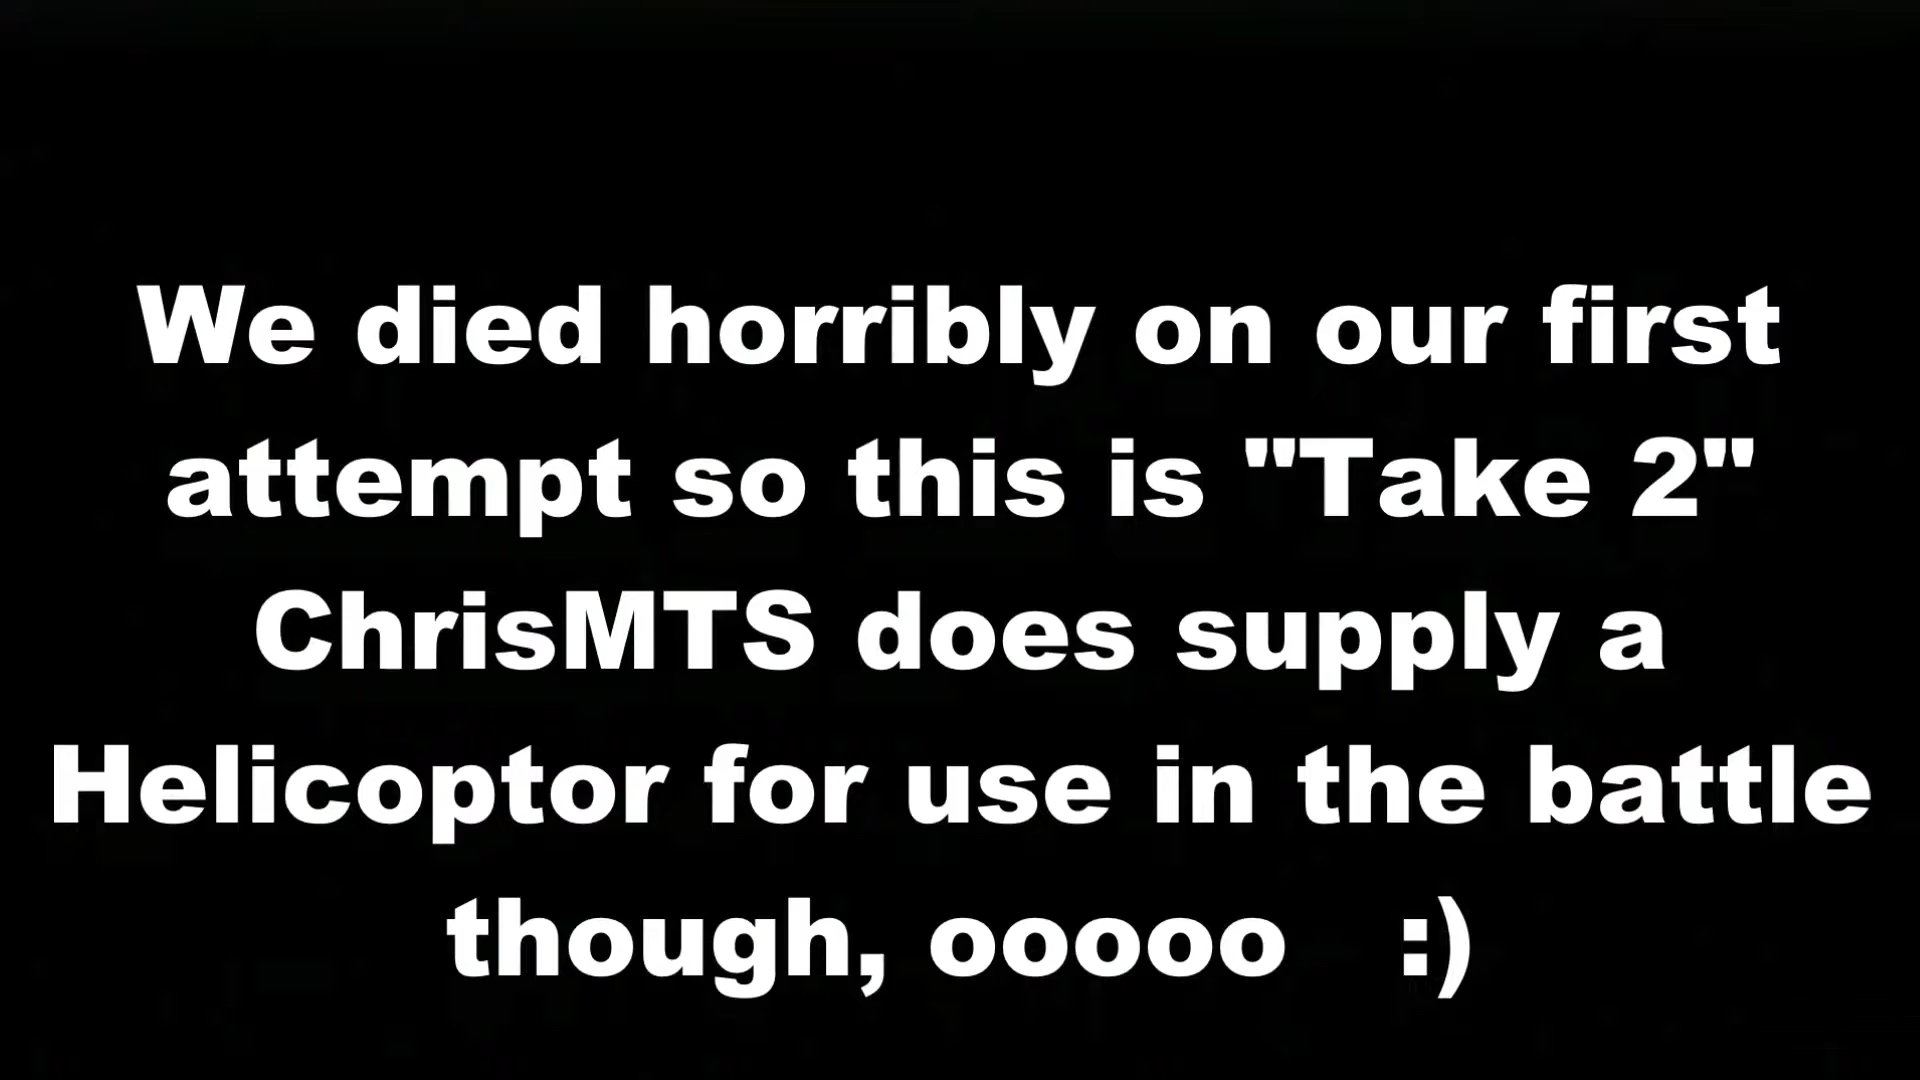 We died horribly on our first
attempt so this is "Take 2"
ChrisMTS does supply a
Helicoptor for use in the battle
though, ooooo :)